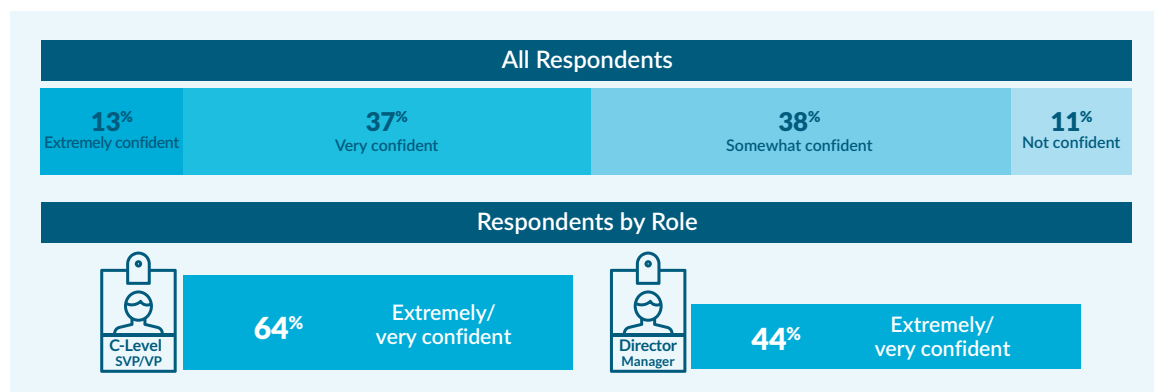 All Respondents
13%
Extremely confident
37%
Very confident
38%
Somewhat confident
11%
Not confident
Respondents by Role
C-Level
SVP/VP
64%
Extremely/
very confident
Director
Manager
44%
Extremely/
very confident